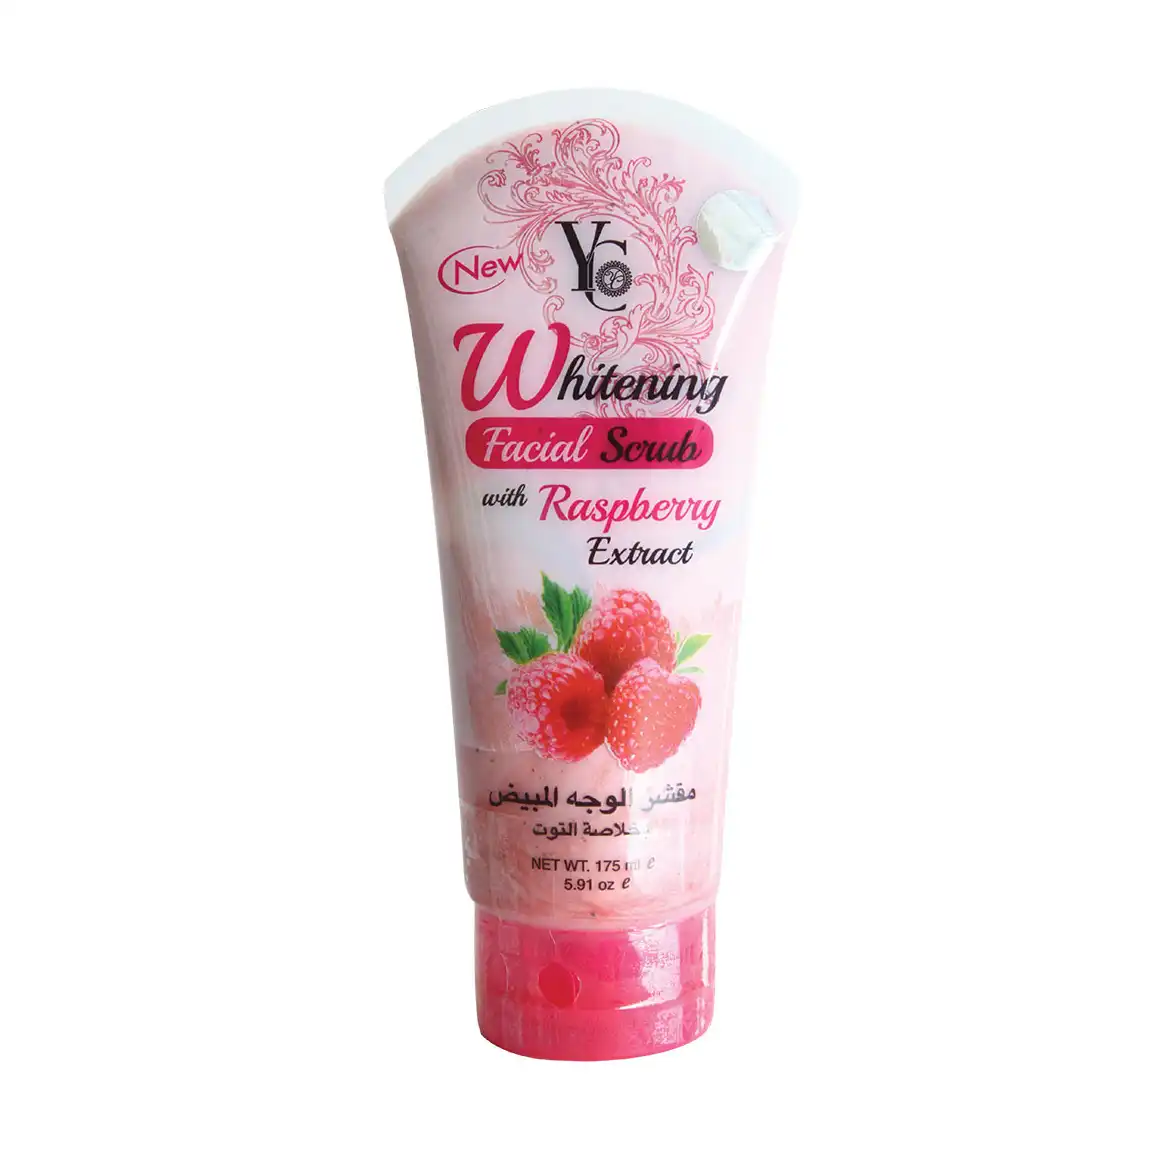 New
YC
Whitening
Facial Scrub
with Raspberry
Extract
مقشر الوجه المبيض
بخلاصة التوت
NET WT. 175 ml e
5.91 oz e